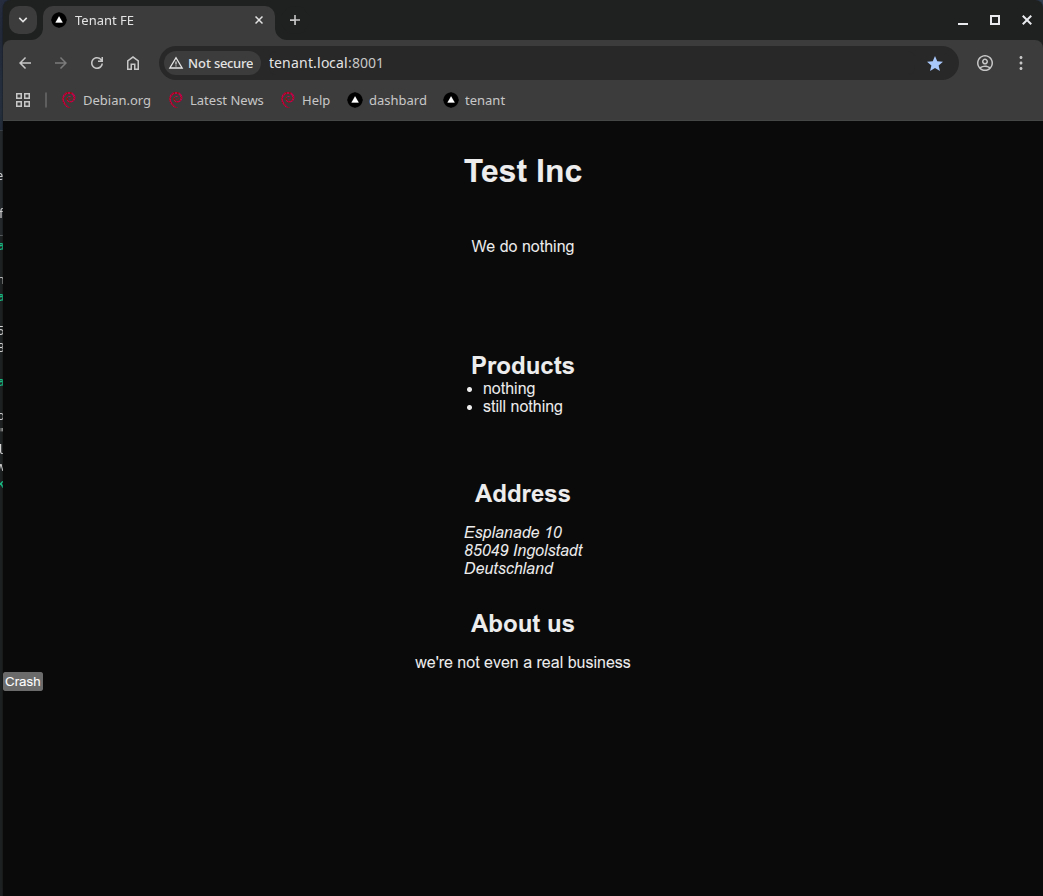 Tenant FE
Not secure tenant.local:8001
Debian.org Latest News Help dashbard tenant
Test Inc
We do nothing
Products
nothing
still nothing
Address
Esplanade 10
85049 Ingolstadt
Deutschland
About us
we're not even a real business
Crash